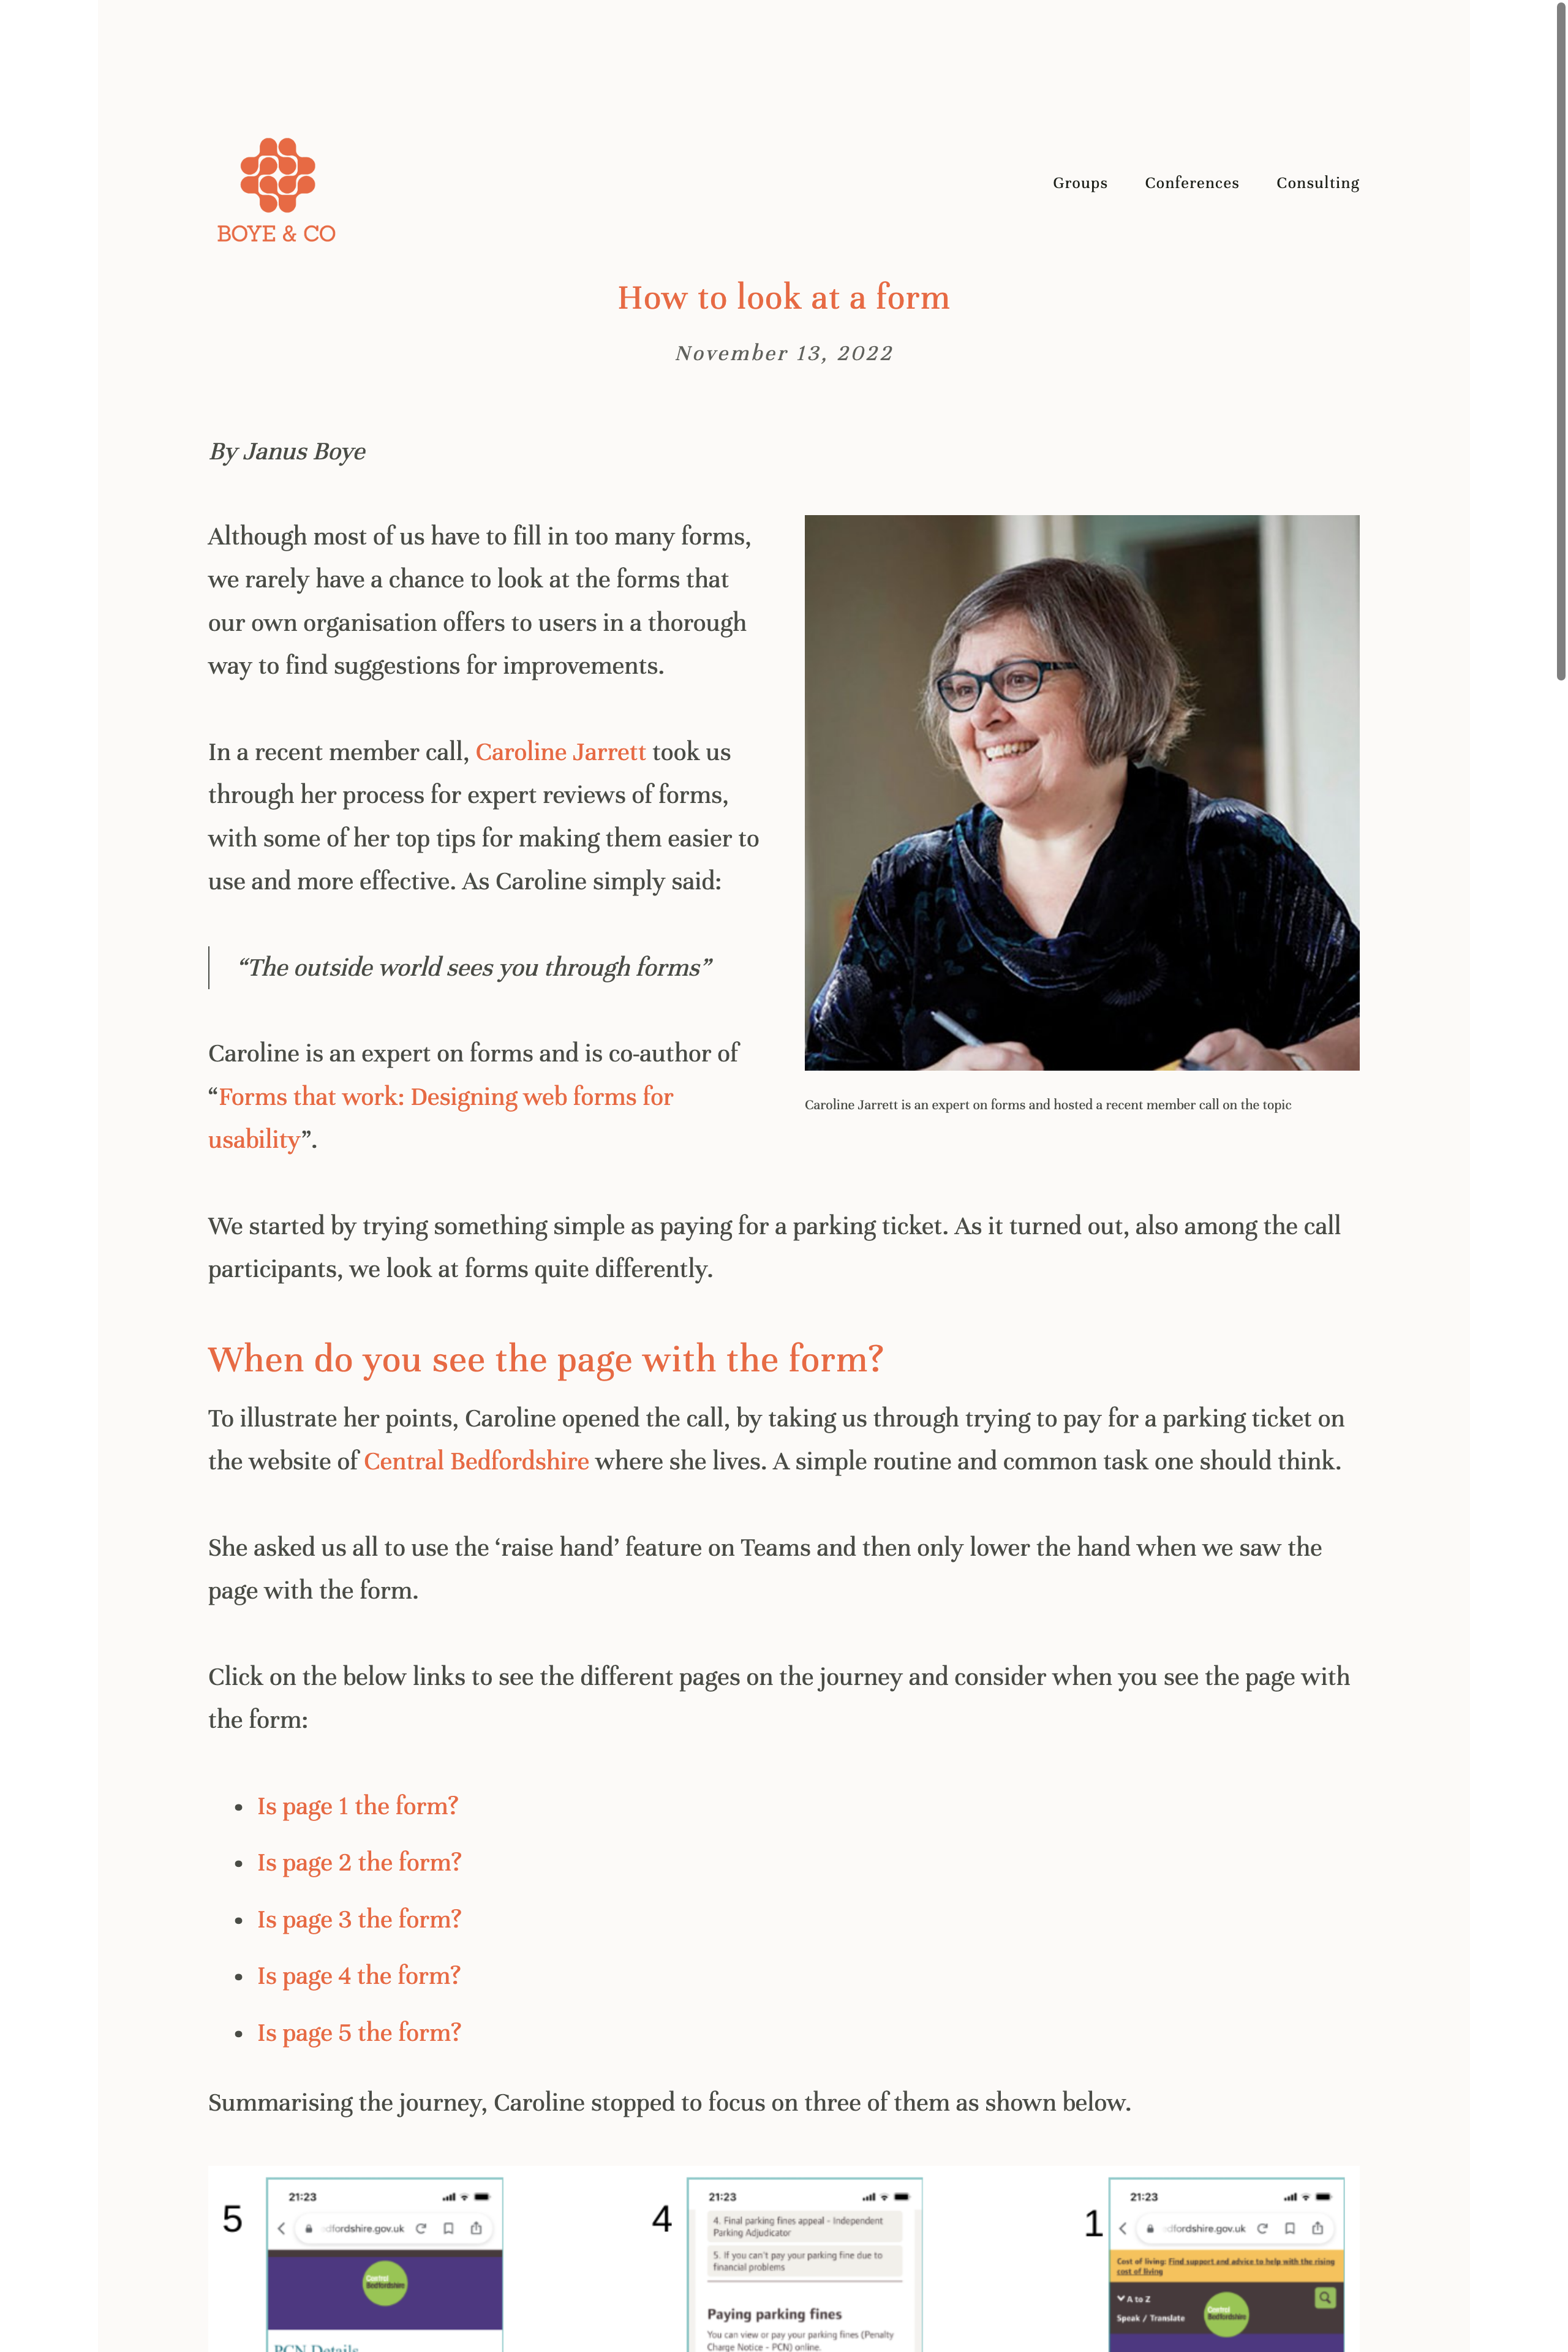 BOYE & CO
Groups Conferences Consulting
How to look at a form
November 13, 2022
By Janus Boye
Although most of us have to fill in too many forms,
we rarely have a chance to look at the forms that
our own organisation offers to users in a thorough
way to find suggestions for improvements.
In a recent member call, Caroline Jarrett took us
through her process for expert reviews of forms,
with some of her top tips for making them easier to
use and more effective. As Caroline simply said:
“The outside world sees you through forms”
Caroline is an expert on forms and is co-author of
“Forms that work: Designing web forms for
usability”.
Caroline Jarrett is an expert on forms and hosted a recent member call on the topic
We started by trying something simple as paying for a parking ticket. As it turned out, also among the call
participants, we look at forms quite differently.
When do you see the page with the form?
To illustrate her points, Caroline opened the call, by taking us through trying to pay for a parking ticket on
the website of Central Bedfordshire where she lives. A simple routine and common task one should think.
She asked us all to use the ‘raise hand’ feature on Teams and then only lower the hand when we saw the
page with the form.
Click on the below links to see the different pages on the journey and consider when you see the page with
the form:
• Is page 1 the form?
• Is page 2 the form?
• Is page 3 the form?
• Is page 4 the form?
• Is page 5 the form?
Summarising the journey, Caroline stopped to focus on three of them as shown below.
5
21:23
dfordshire.gov.uk
Central
Bedfordshire
PCN Details
4
21:23
4. Final parking fines appeal - Independent
Parking Adjudicator
5. If you can't pay your parking fine due to
financial problems
Paying parking fines
You can view or pay your parking fines (Penalty
Charge Notice - PCN) online.
1
21:23
dfordshire.gov.uk
Cost of living: Find support and advice to help with the rising
cost of living
A to Z
Speak / Translate
Central
Bedfordshire